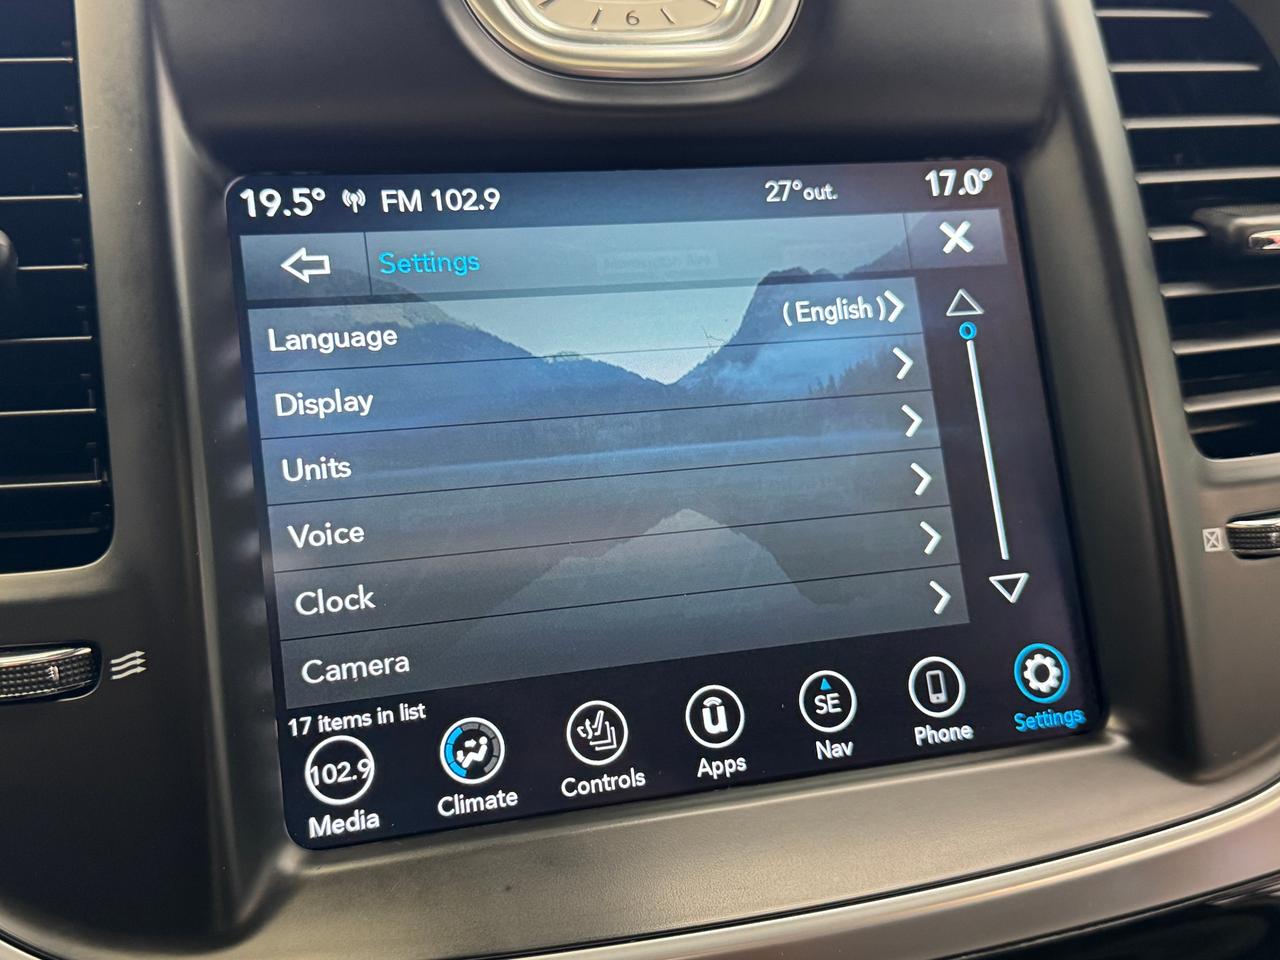 6
19.5° FM 102.9 27° out. 17.0°
Settings X
Language (English)
Display
Units
Voice
Clock
Camera
17 items in list
102.9 SE
Media Climate Controls Apps Nav Phone Settings